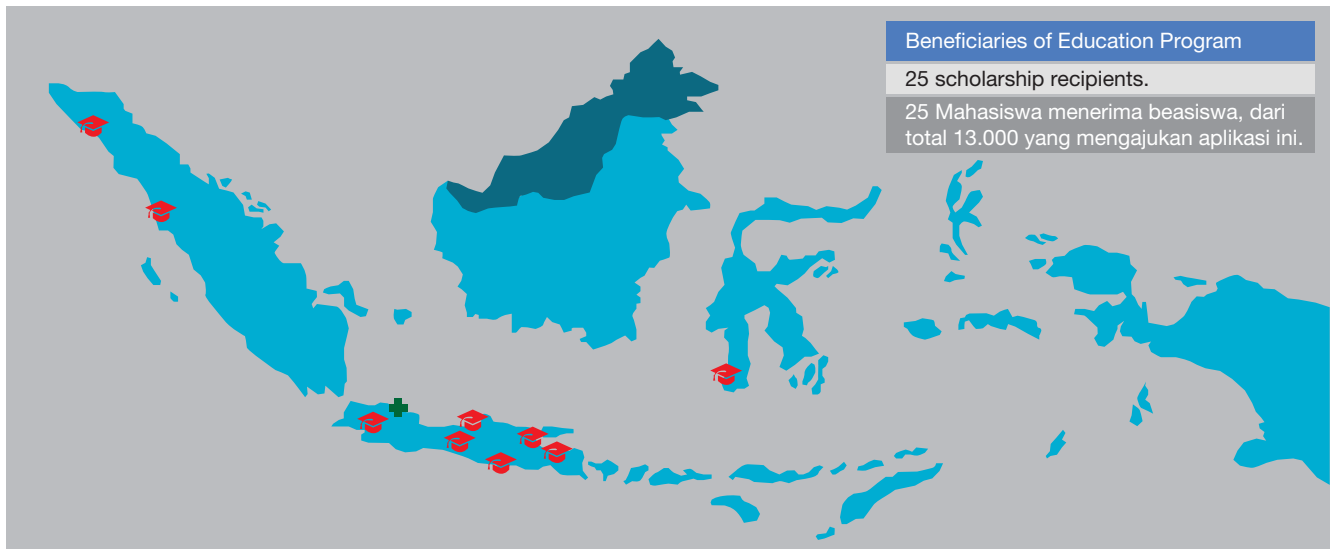 Beneficiaries of Education Program
25 scholarship recipients.
25 Mahasiswa menerima beasiswa, dari
total 13.000 yang mengajukan aplikasi ini.